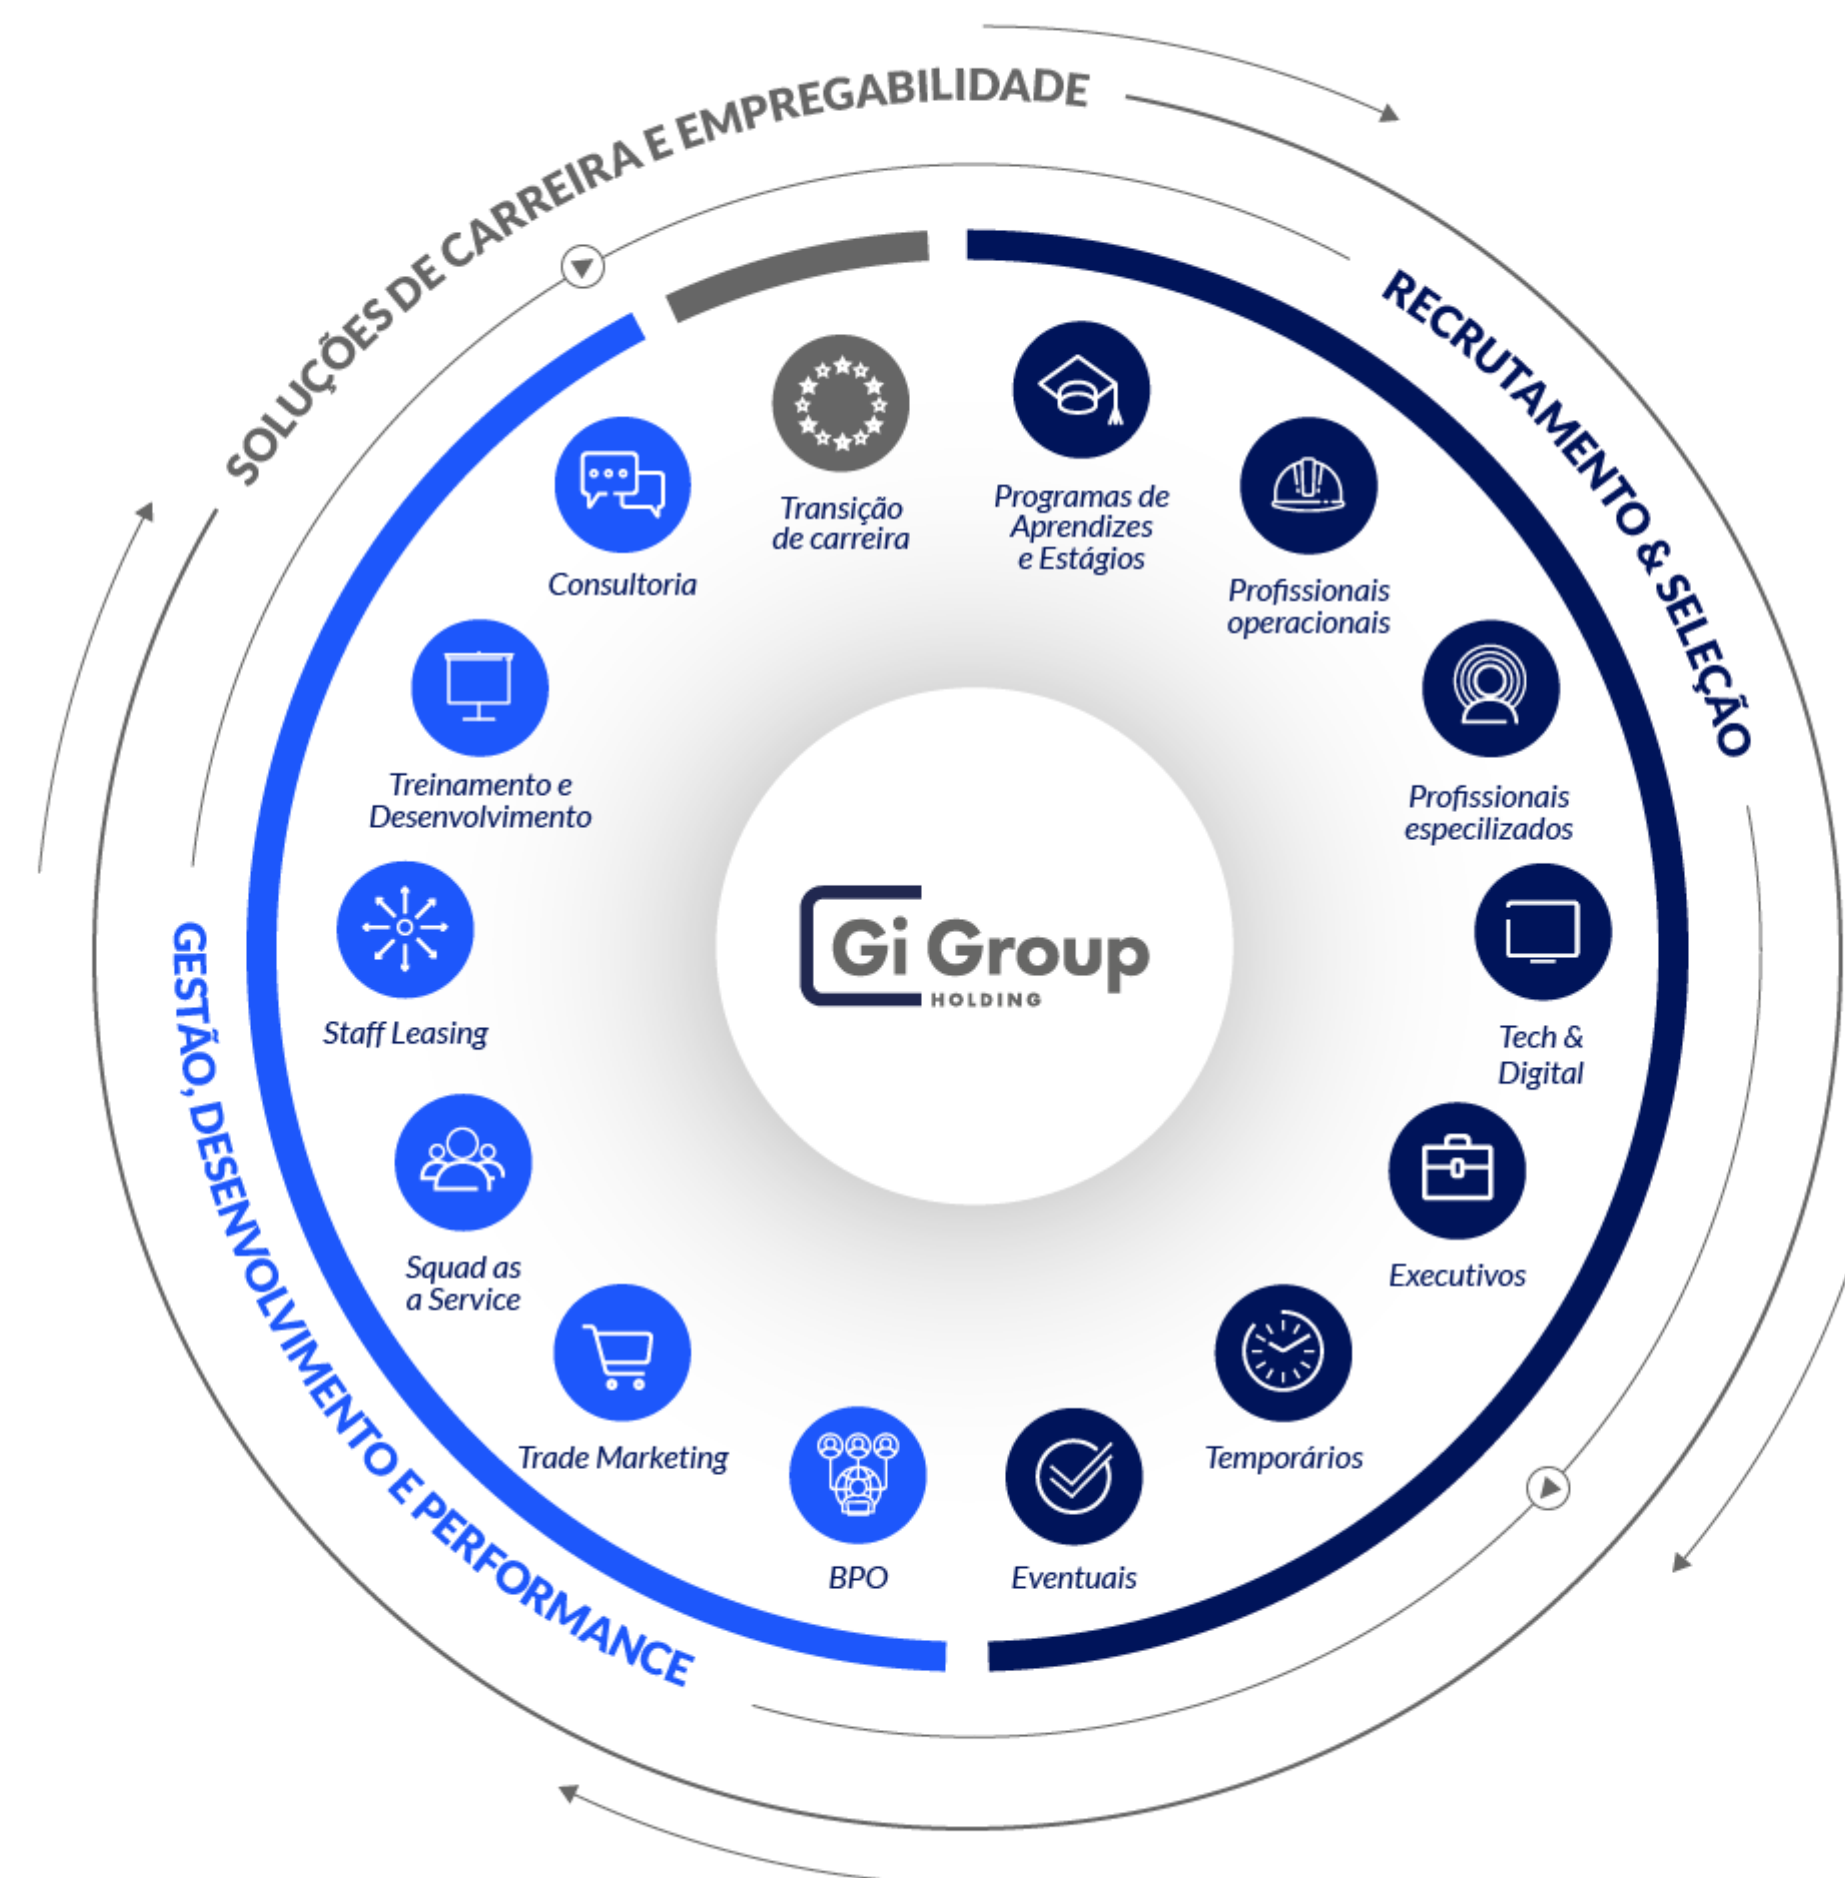 SOLUÇÕES DE CARREIRA E EMPREGABILIDADE
RECRUTAMENTO & SELEÇÃO
GESTÃO, DESENVOLVIMENTO E PERFORMANCE
Transição
de carreira
Programas de
Aprendizes
e Estágios
Profissionais
operacionais
Profissionais
especilizados
Tech &
Digital
Executivos
Temporários
Eventuais
BPO
Trade Marketing
Squad as
a Service
Staff Leasing
Treinamento e
Desenvolvimento
Consultoria
Gi Group
HOLDING